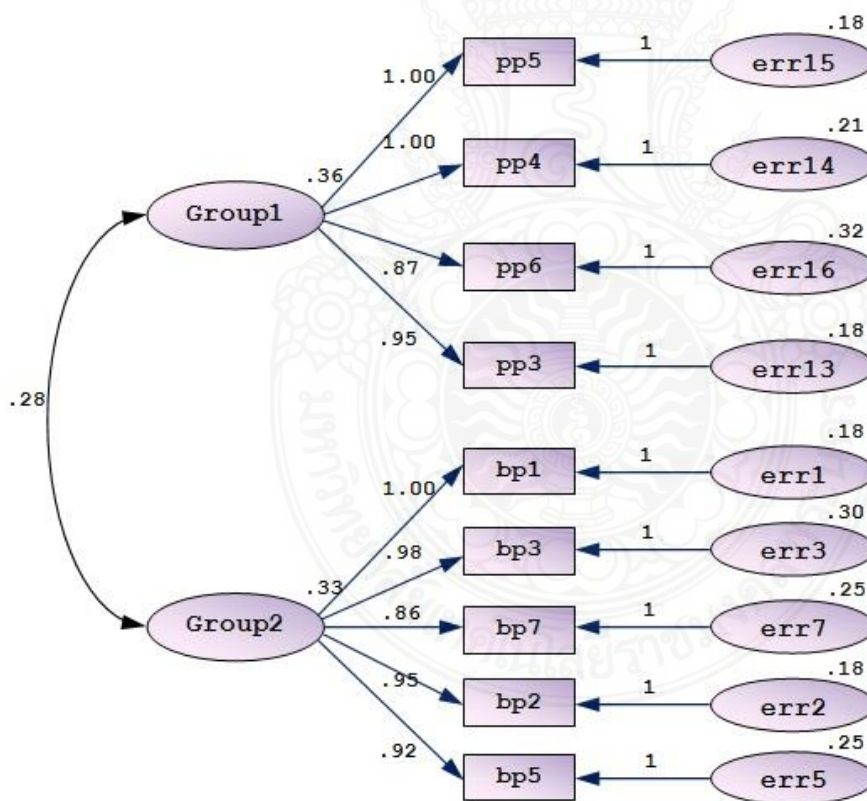 .18
pp5 1 err15
1.00
.21
1.00
pp4 1 err14
.36
Group1
.32
pp6 1 err16
.87
.18
.95
pp3 1 err13
.28
.18
bp1 1 err1
1.00
.30
bp3 1 err3
.98
.33
.25
Group2
.86
bp7 1 err7
.18
.95
bp2 1 err2
.25
.92
bp5 1 err5